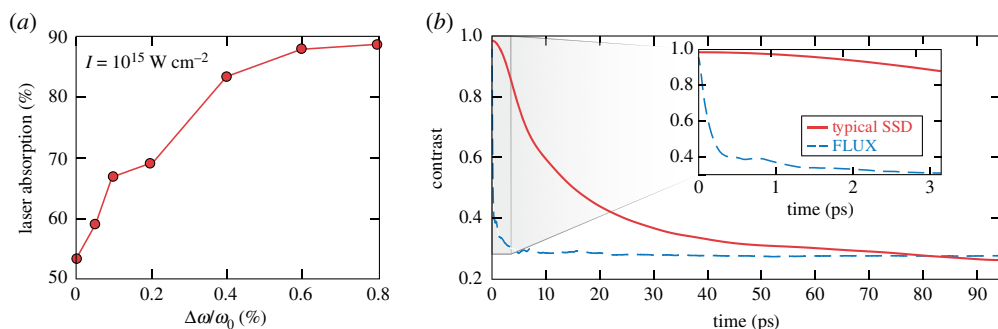 (a)
90
80
70
60
50
laser absorption (%)
I = 10¹⁵ W cm⁻²
0 0.2 0.4 0.6 0.8
Δω/ω₀ (%)
(b)
1.0
0.8
0.6
0.4
0.2
contrast
0 10 20 30 40 50 60 70 80 90
time (ps)
1.0
0.8
0.6
0.4
typical SSD
FLUX
0 1 2 3
time (ps)